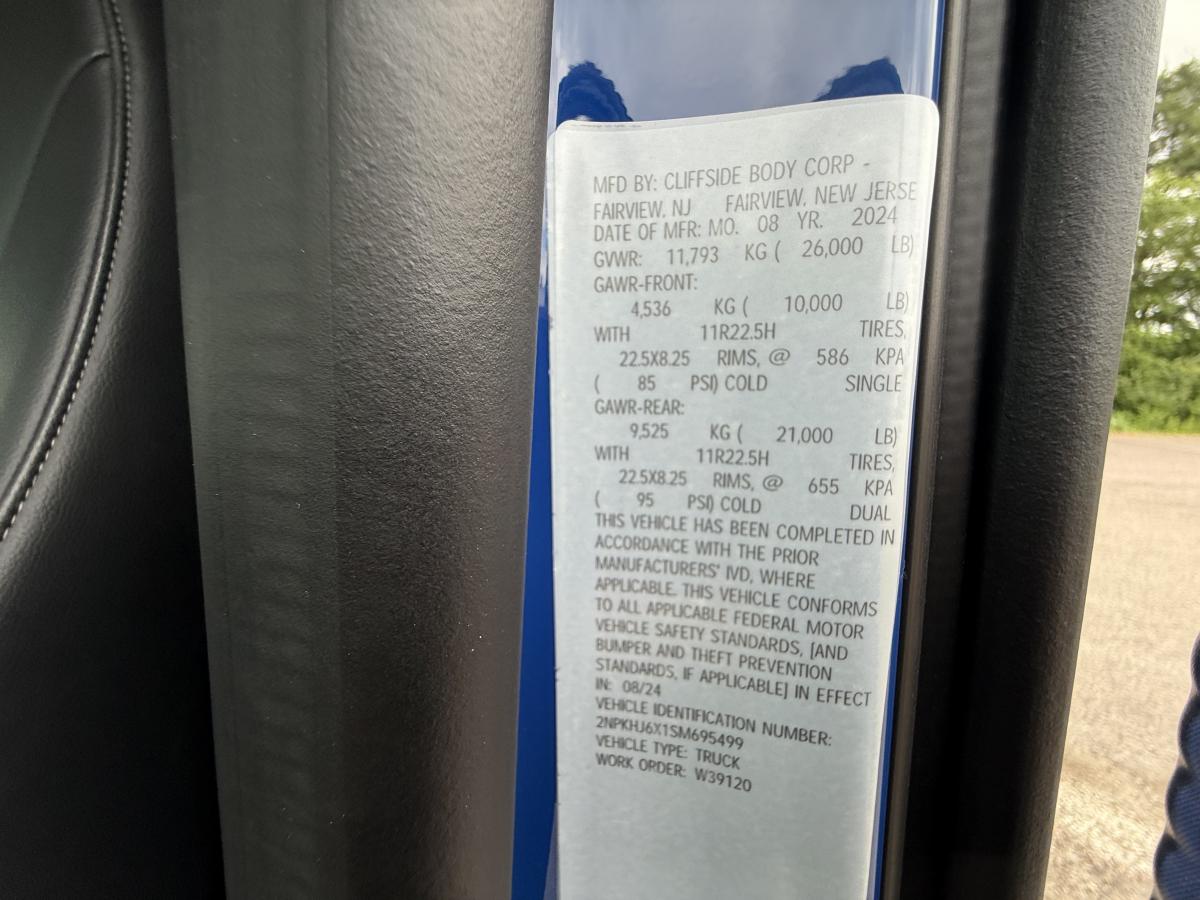 MFD BY: CLIFFSIDE BODY CORP -
FAIRVIEW, NJ FAIRVIEW, NEW JERSE
DATE OF MFR: MO. 08 YR. 2024
GVWR: 11,793 KG ( 26,000 LB)
GAWR-FRONT:
4,536 KG ( 10,000 LB)
WITH 11R22.5H TIRES,
22.5X8.25 RIMS, @ 586 KPA
( 85 PSI) COLD SINGLE
GAWR-REAR:
9,525 KG ( 21,000 LB)
WITH 11R22.5H TIRES,
22.5X8.25 RIMS, @ 655 KPA
( 95 PSI) COLD DUAL
THIS VEHICLE HAS BEEN COMPLETED IN
ACCORDANCE WITH THE PRIOR
MANUFACTURERS' IVD, WHERE
APPLICABLE. THIS VEHICLE CONFORMS
TO ALL APPLICABLE FEDERAL MOTOR
VEHICLE SAFETY STANDARDS, [AND
BUMPER AND THEFT PREVENTION
STANDARDS, IF APPLICABLE] IN EFFECT
IN: 08/24
VEHICLE IDENTIFICATION NUMBER:
2NPKHJ6X1SM695499
VEHICLE TYPE: TRUCK
WORK ORDER: W39120